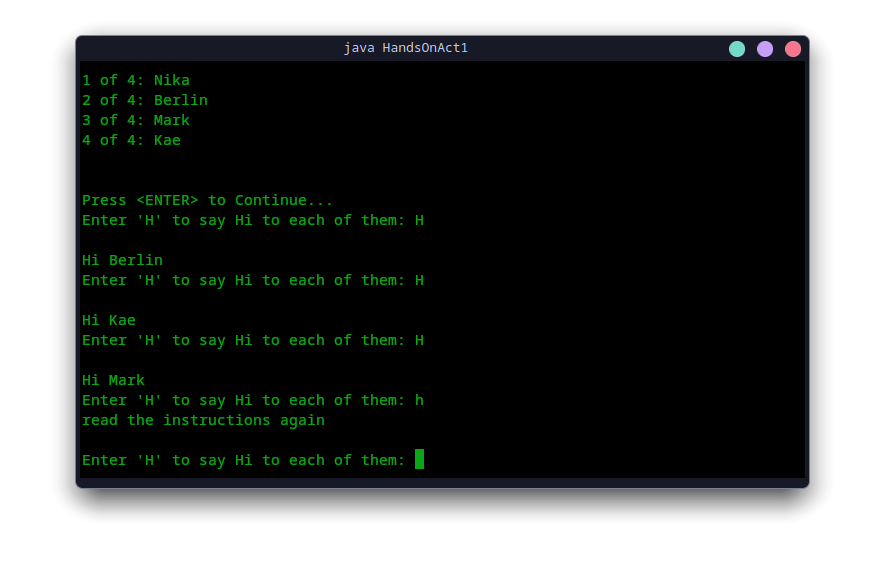 java HandsOnAct1
1 of 4: Nika
2 of 4: Berlin
3 of 4: Mark
4 of 4: Kae
Press <ENTER> to Continue...
Enter 'H' to say Hi to each of them: H
Hi Berlin
Enter 'H' to say Hi to each of them: H
Hi Kae
Enter 'H' to say Hi to each of them: H
Hi Mark
Enter 'H' to say Hi to each of them: h
read the instructions again
Enter 'H' to say Hi to each of them: